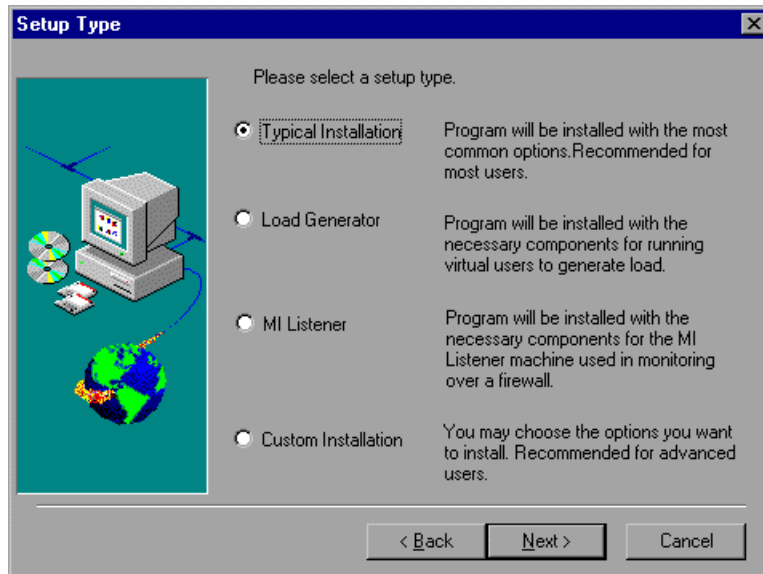 Setup Type
Please select a setup type.
Typical Installation
Program will be installed with the most
common options.Recommended for
most users.
Load Generator
Program will be installed with the
necessary components for running
virtual users to generate load.
MI Listener
Program will be installed with the
necessary components for the MI
Listener machine used in monitoring
over a firewall.
Custom Installation
You may choose the options you want
to install. Recommended for advanced
users.
< Back
Next >
Cancel